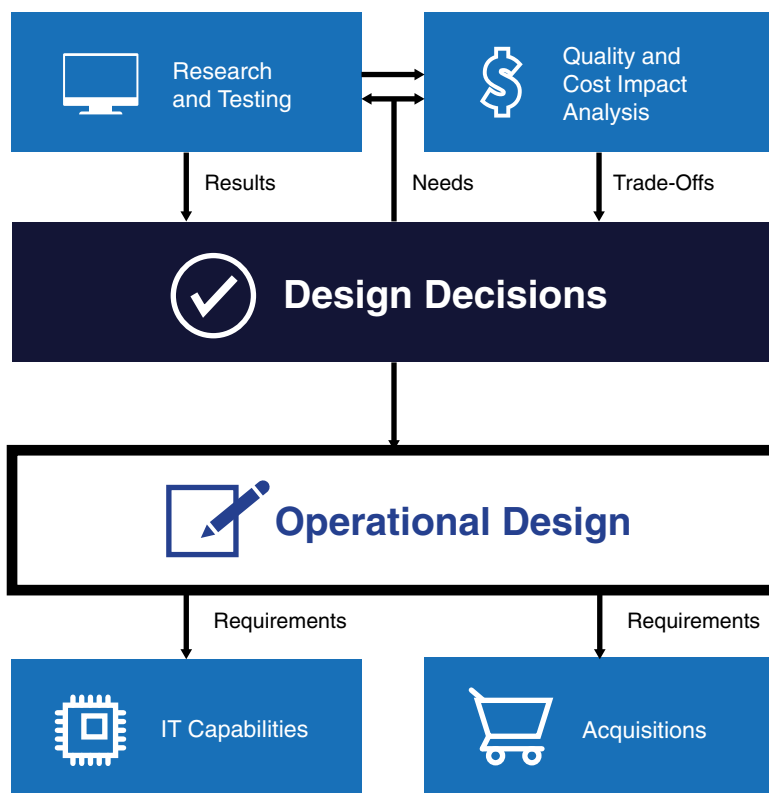 Research
and Testing
Quality and
Cost Impact
Analysis
Results
Needs
Trade-Offs
Design Decisions
Operational Design
Requirements
Requirements
IT Capabilities
Acquisitions